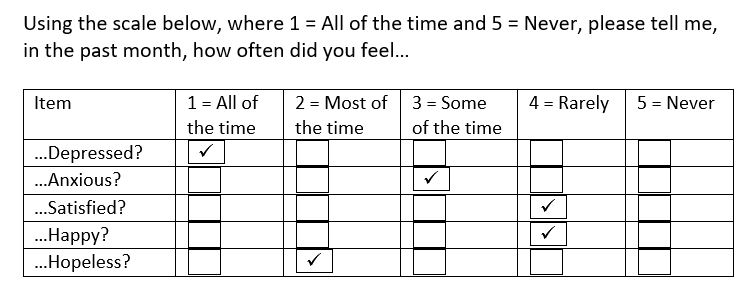 Using the scale below, where 1 = All of the time and 5 = Never, please tell me,
in the past month, how often did you feel...
Item 1 = All of the time 2 = Most of the time 3 = Some of the time 4 = Rarely 5 = Never
...Depressed? ✓
...Anxious? ✓
...Satisfied? ✓
...Happy? ✓
...Hopeless? ✓